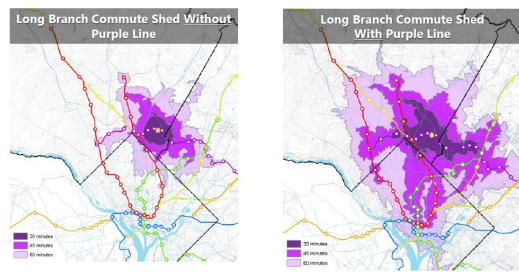 Long Branch Commute Shed Without
Purple Line
30 minutes
45 minutes
60 minutes
Long Branch Commute Shed
With Purple Line
30 minutes
45 minutes
60 minutes